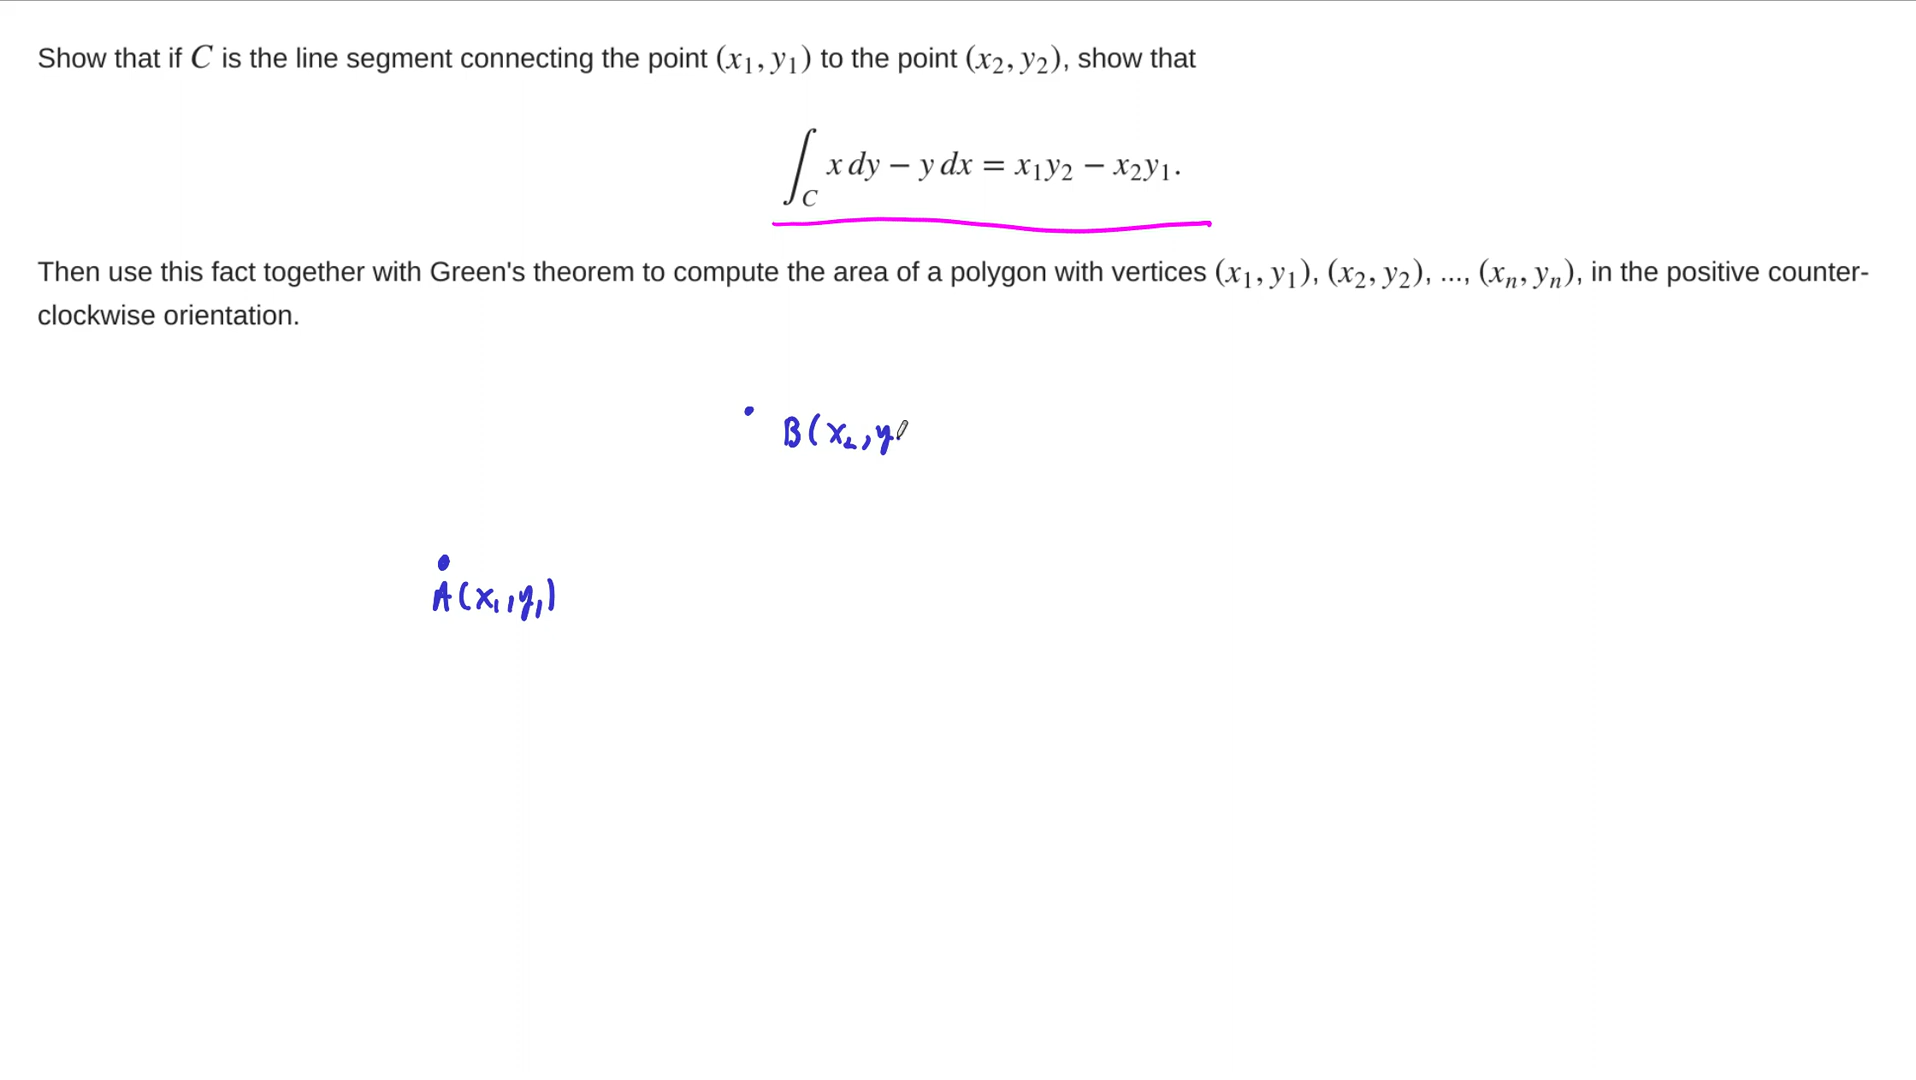 Show that if C is the line segment connecting the point (x₁, y₁) to the point (x₂, y₂), show that
∫_C x dy − y dx = x₁y₂ − x₂y₁.
Then use this fact together with Green's theorem to compute the area of a polygon with vertices (x₁, y₁), (x₂, y₂), ..., (xₙ, yₙ), in the positive counter-
clockwise orientation.
B(x₂,y
A(x₁,y₁)